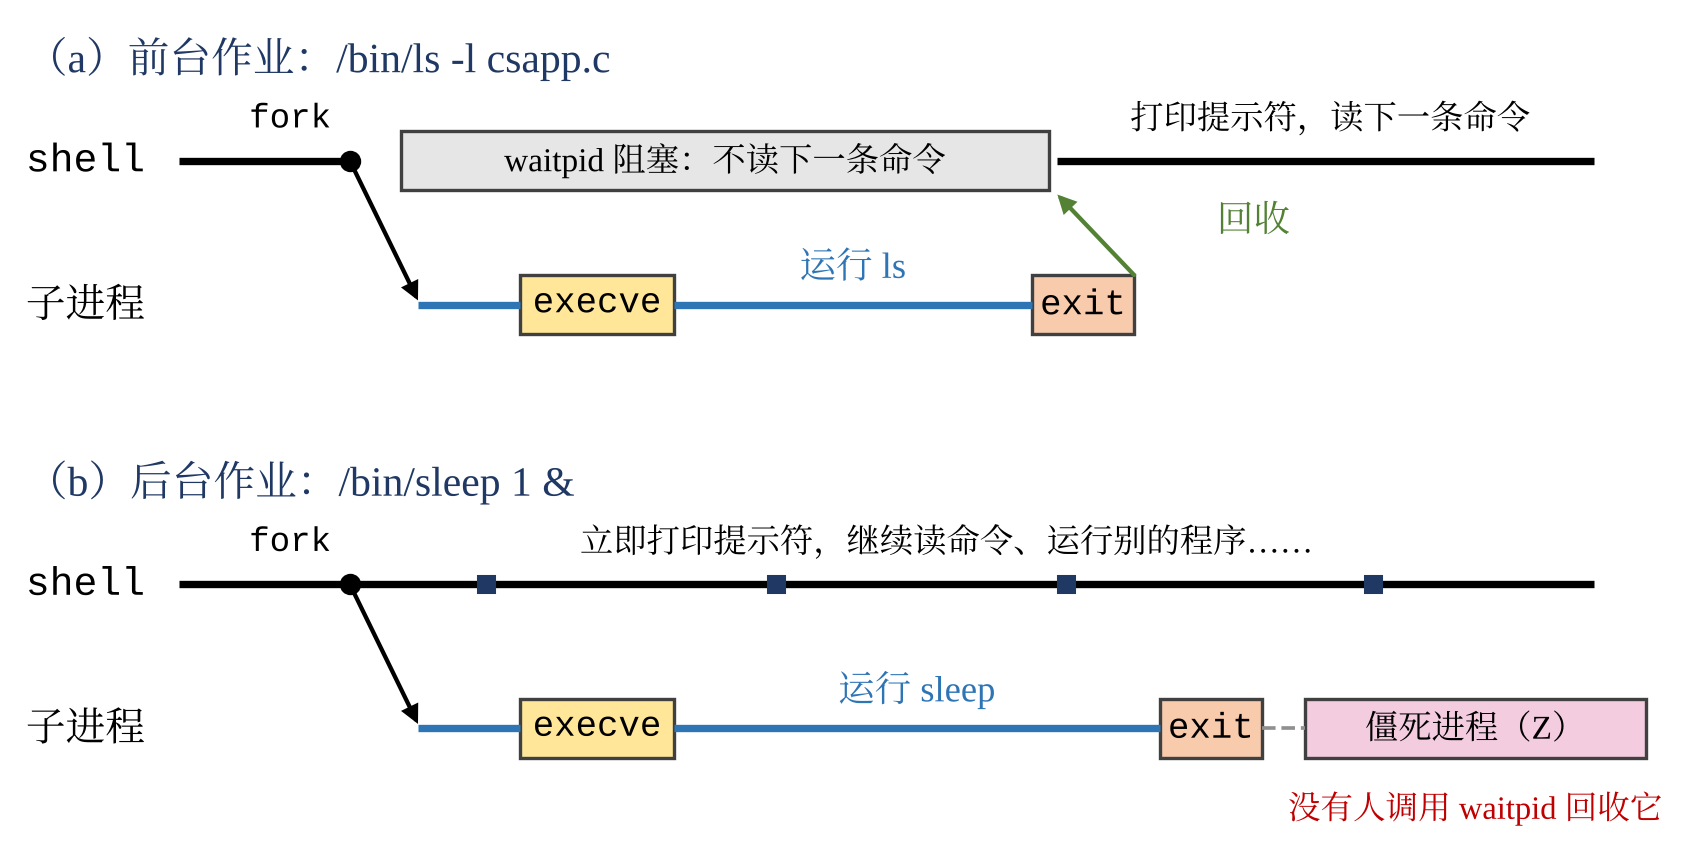 （a）前台作业：/bin/ls -l csapp.c
fork
打印提示符，读下一条命令
shell
waitpid 阻塞：不读下一条命令
回收
运行 ls
子进程
execve
exit
（b）后台作业：/bin/sleep 1 &
fork
立即打印提示符，继续读命令、运行别的程序……
shell
运行 sleep
子进程
execve
exit
僵死进程（Z）
没有人调用 waitpid 回收它